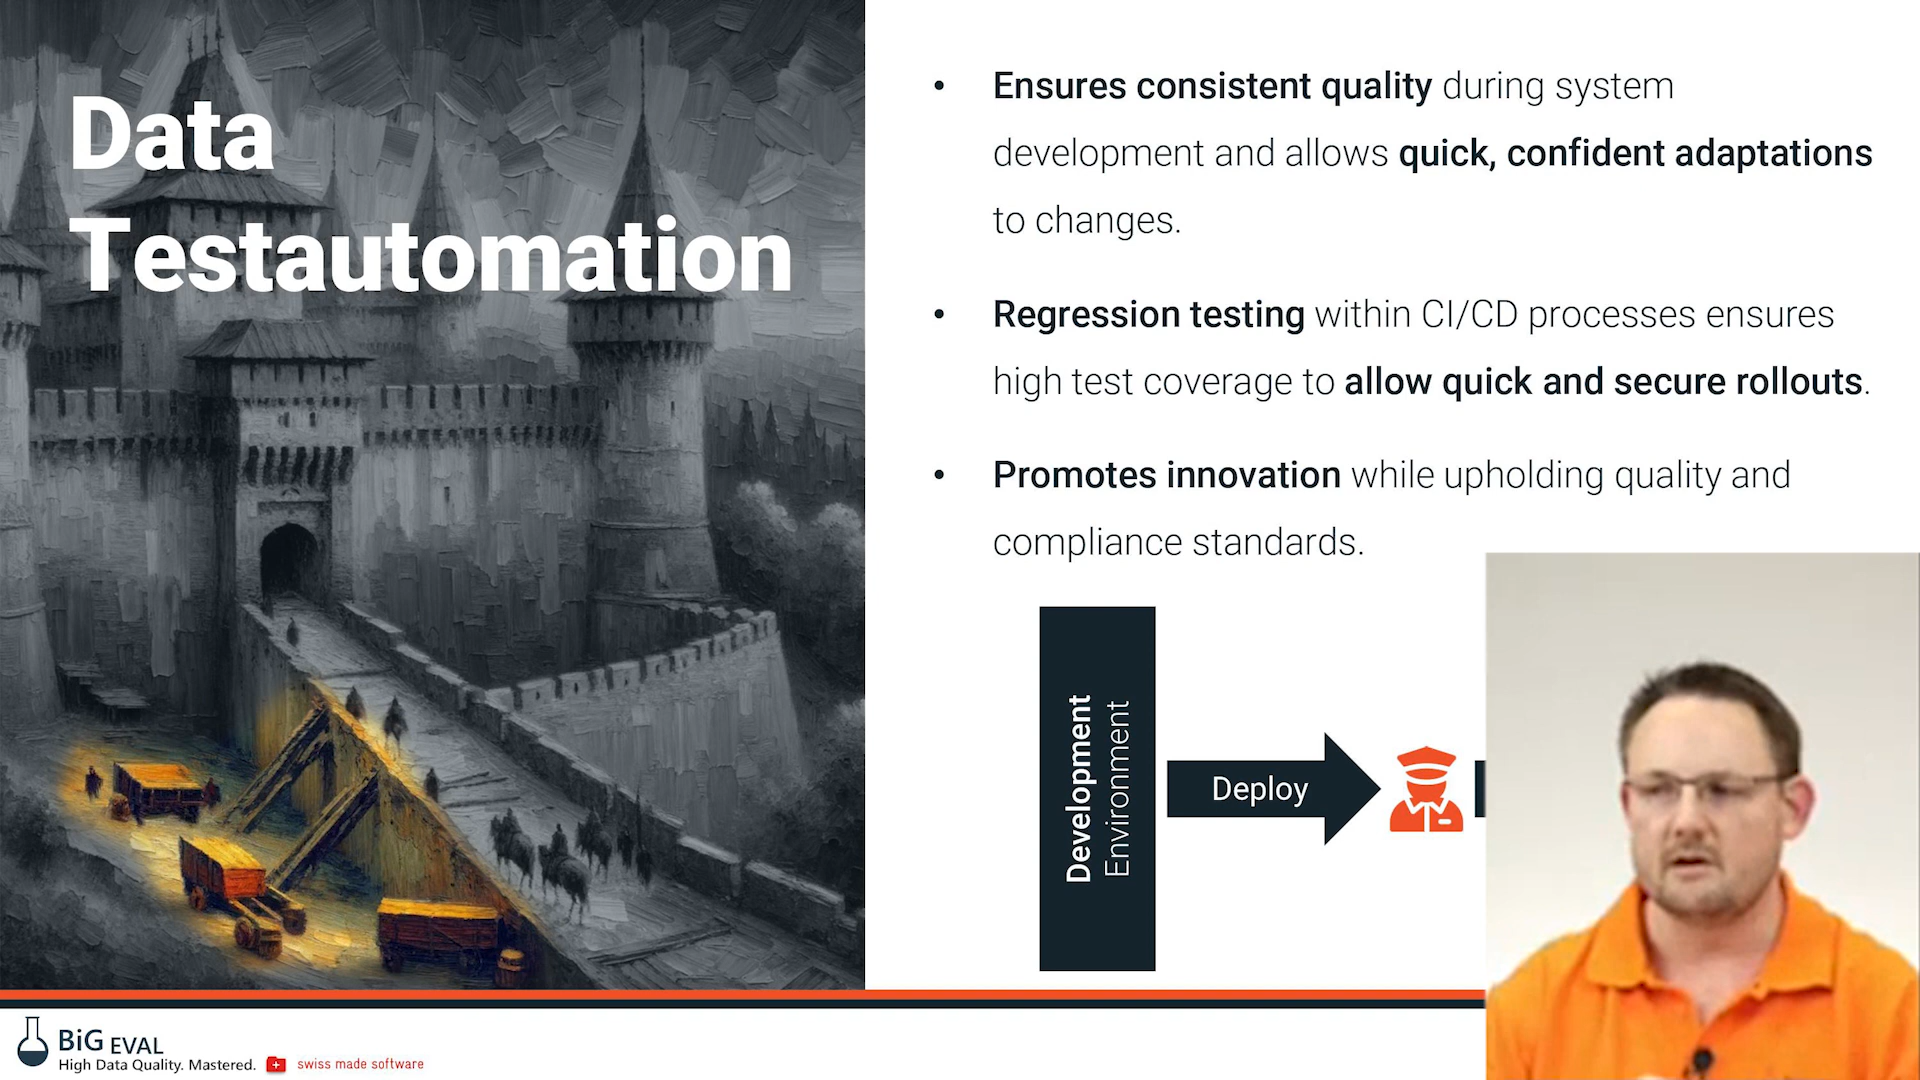 Data
Testautomation
• Ensures consistent quality during system
development and allows quick, confident adaptations
to changes.
• Regression testing within CI/CD processes ensures
high test coverage to allow quick and secure rollouts.
• Promotes innovation while upholding quality and
compliance standards.
Development
Environment
Deploy
BiG EVAL
High Data Quality. Mastered.
swiss made software